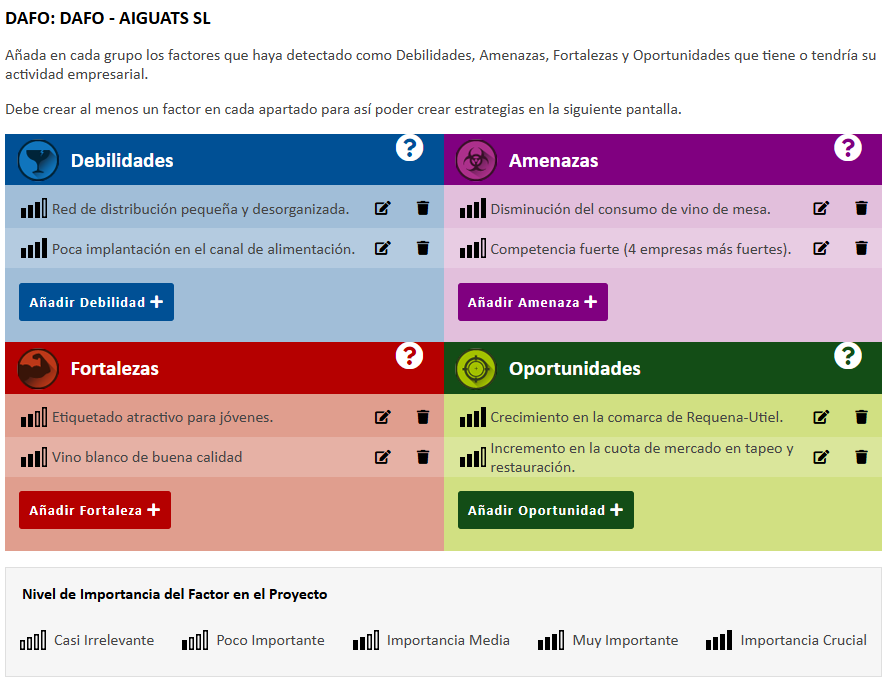 DAFO: DAFO - AIGUATS SL
Añada en cada grupo los factores que haya detectado como Debilidades, Amenazas, Fortalezas y Oportunidades que tiene o tendría su
actividad empresarial.
Debe crear al menos un factor en cada apartado para así poder crear estrategias en la siguiente pantalla.
Debilidades
?
Red de distribución pequeña y desorganizada.
Poca implantación en el canal de alimentación.
Añadir Debilidad +
Amenazas
?
Disminución del consumo de vino de mesa.
Competencia fuerte (4 empresas más fuertes).
Añadir Amenaza +
Fortalezas
?
Etiquetado atractivo para jóvenes.
Vino blanco de buena calidad
Añadir Fortaleza +
Oportunidades
?
Crecimiento en la comarca de Requena-Utiel.
Incremento en la cuota de mercado en tapeo y
restauración.
Añadir Oportunidad +
Nivel de Importancia del Factor en el Proyecto
Casi Irrelevante
Poco Importante
Importancia Media
Muy Importante
Importancia Crucial